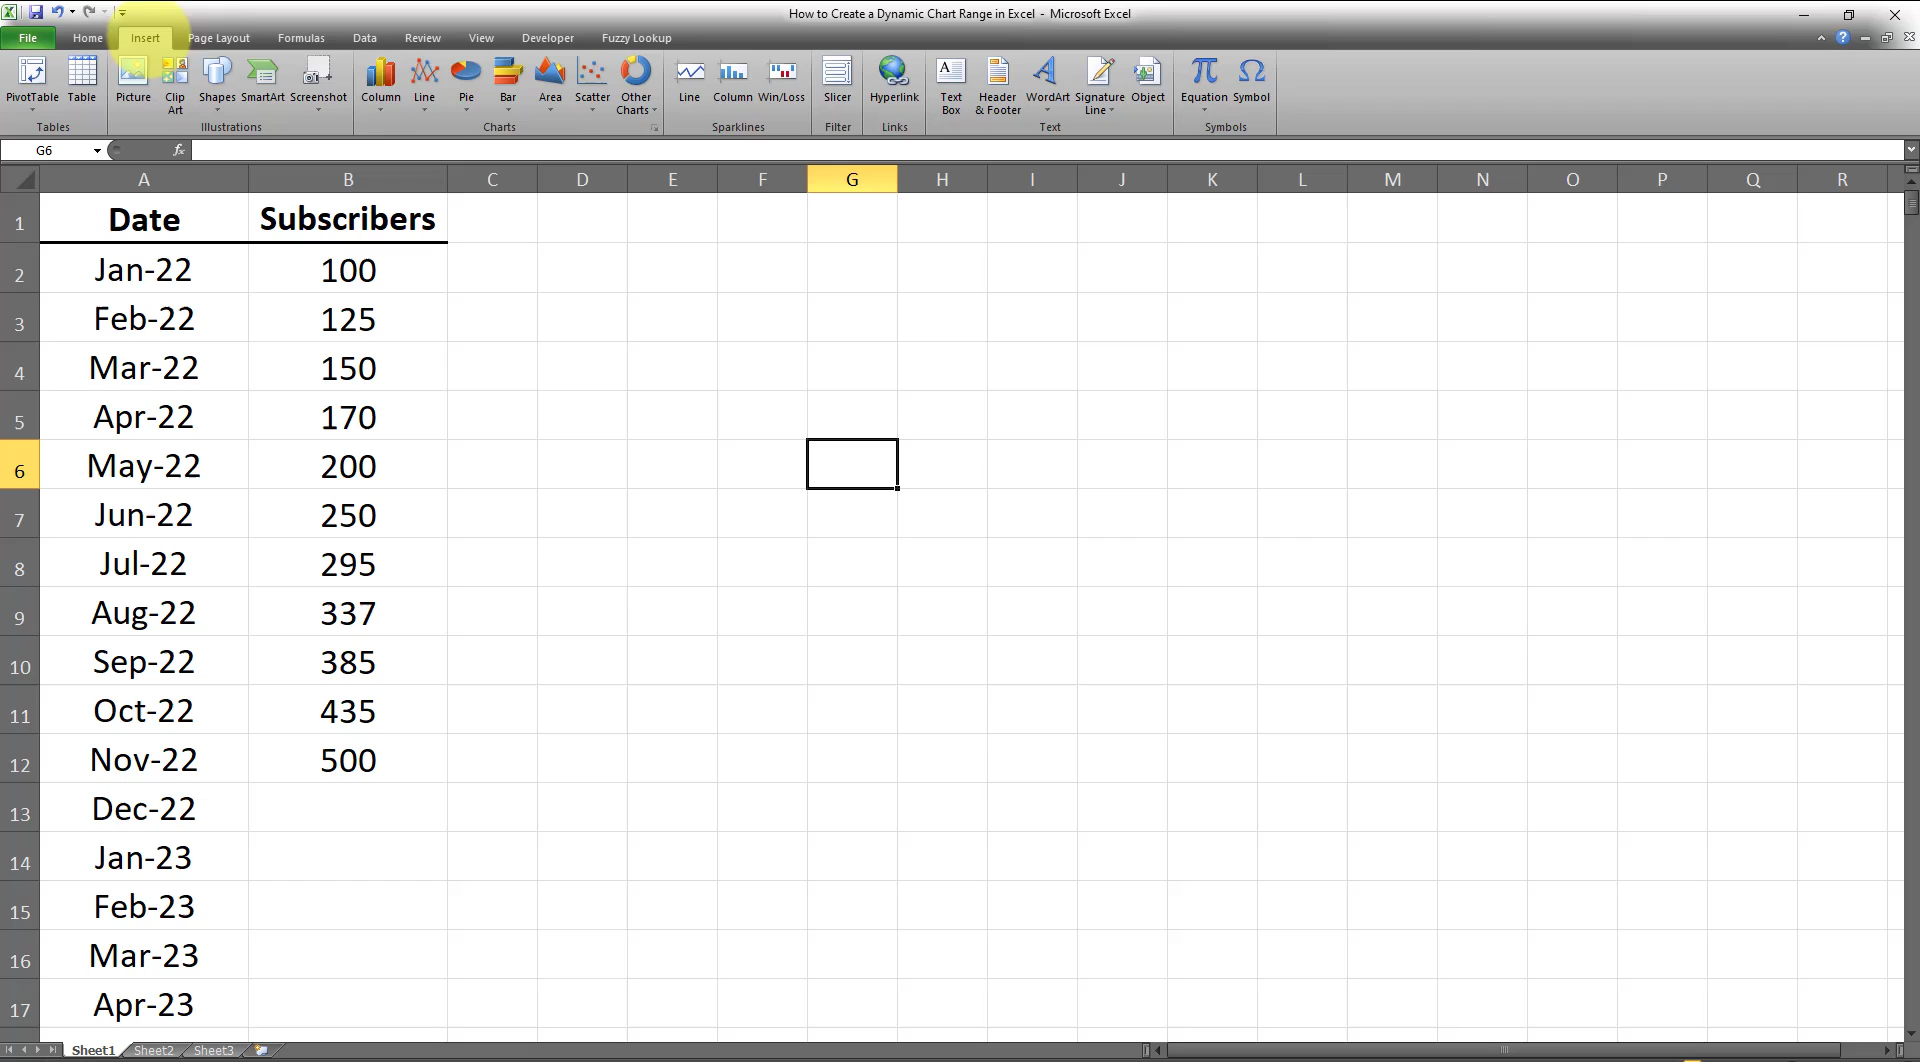 How to Create a Dynamic Chart Range in Excel - Microsoft Excel
File Home Insert Page Layout Formulas Data Review View Developer Fuzzy Lookup
PivotTable Table Picture Clip Art Shapes SmartArt Screenshot Column Line Pie Bar Area Scatter Other Charts Line Column Win/Loss Slicer Hyperlink Text Box Header & Footer WordArt Signature Line Object Equation Symbol
Tables Illustrations Charts Sparklines Filter Links Text Symbols
G6 fx
A B C D E F G H I J K L M N O P Q R
1 Date Subscribers
2 Jan-22 100
3 Feb-22 125
4 Mar-22 150
5 Apr-22 170
6 May-22 200
7 Jun-22 250
8 Jul-22 295
9 Aug-22 337
10 Sep-22 385
11 Oct-22 435
12 Nov-22 500
13 Dec-22
14 Jan-23
15 Feb-23
16 Mar-23
17 Apr-23
Sheet1 Sheet2 Sheet3